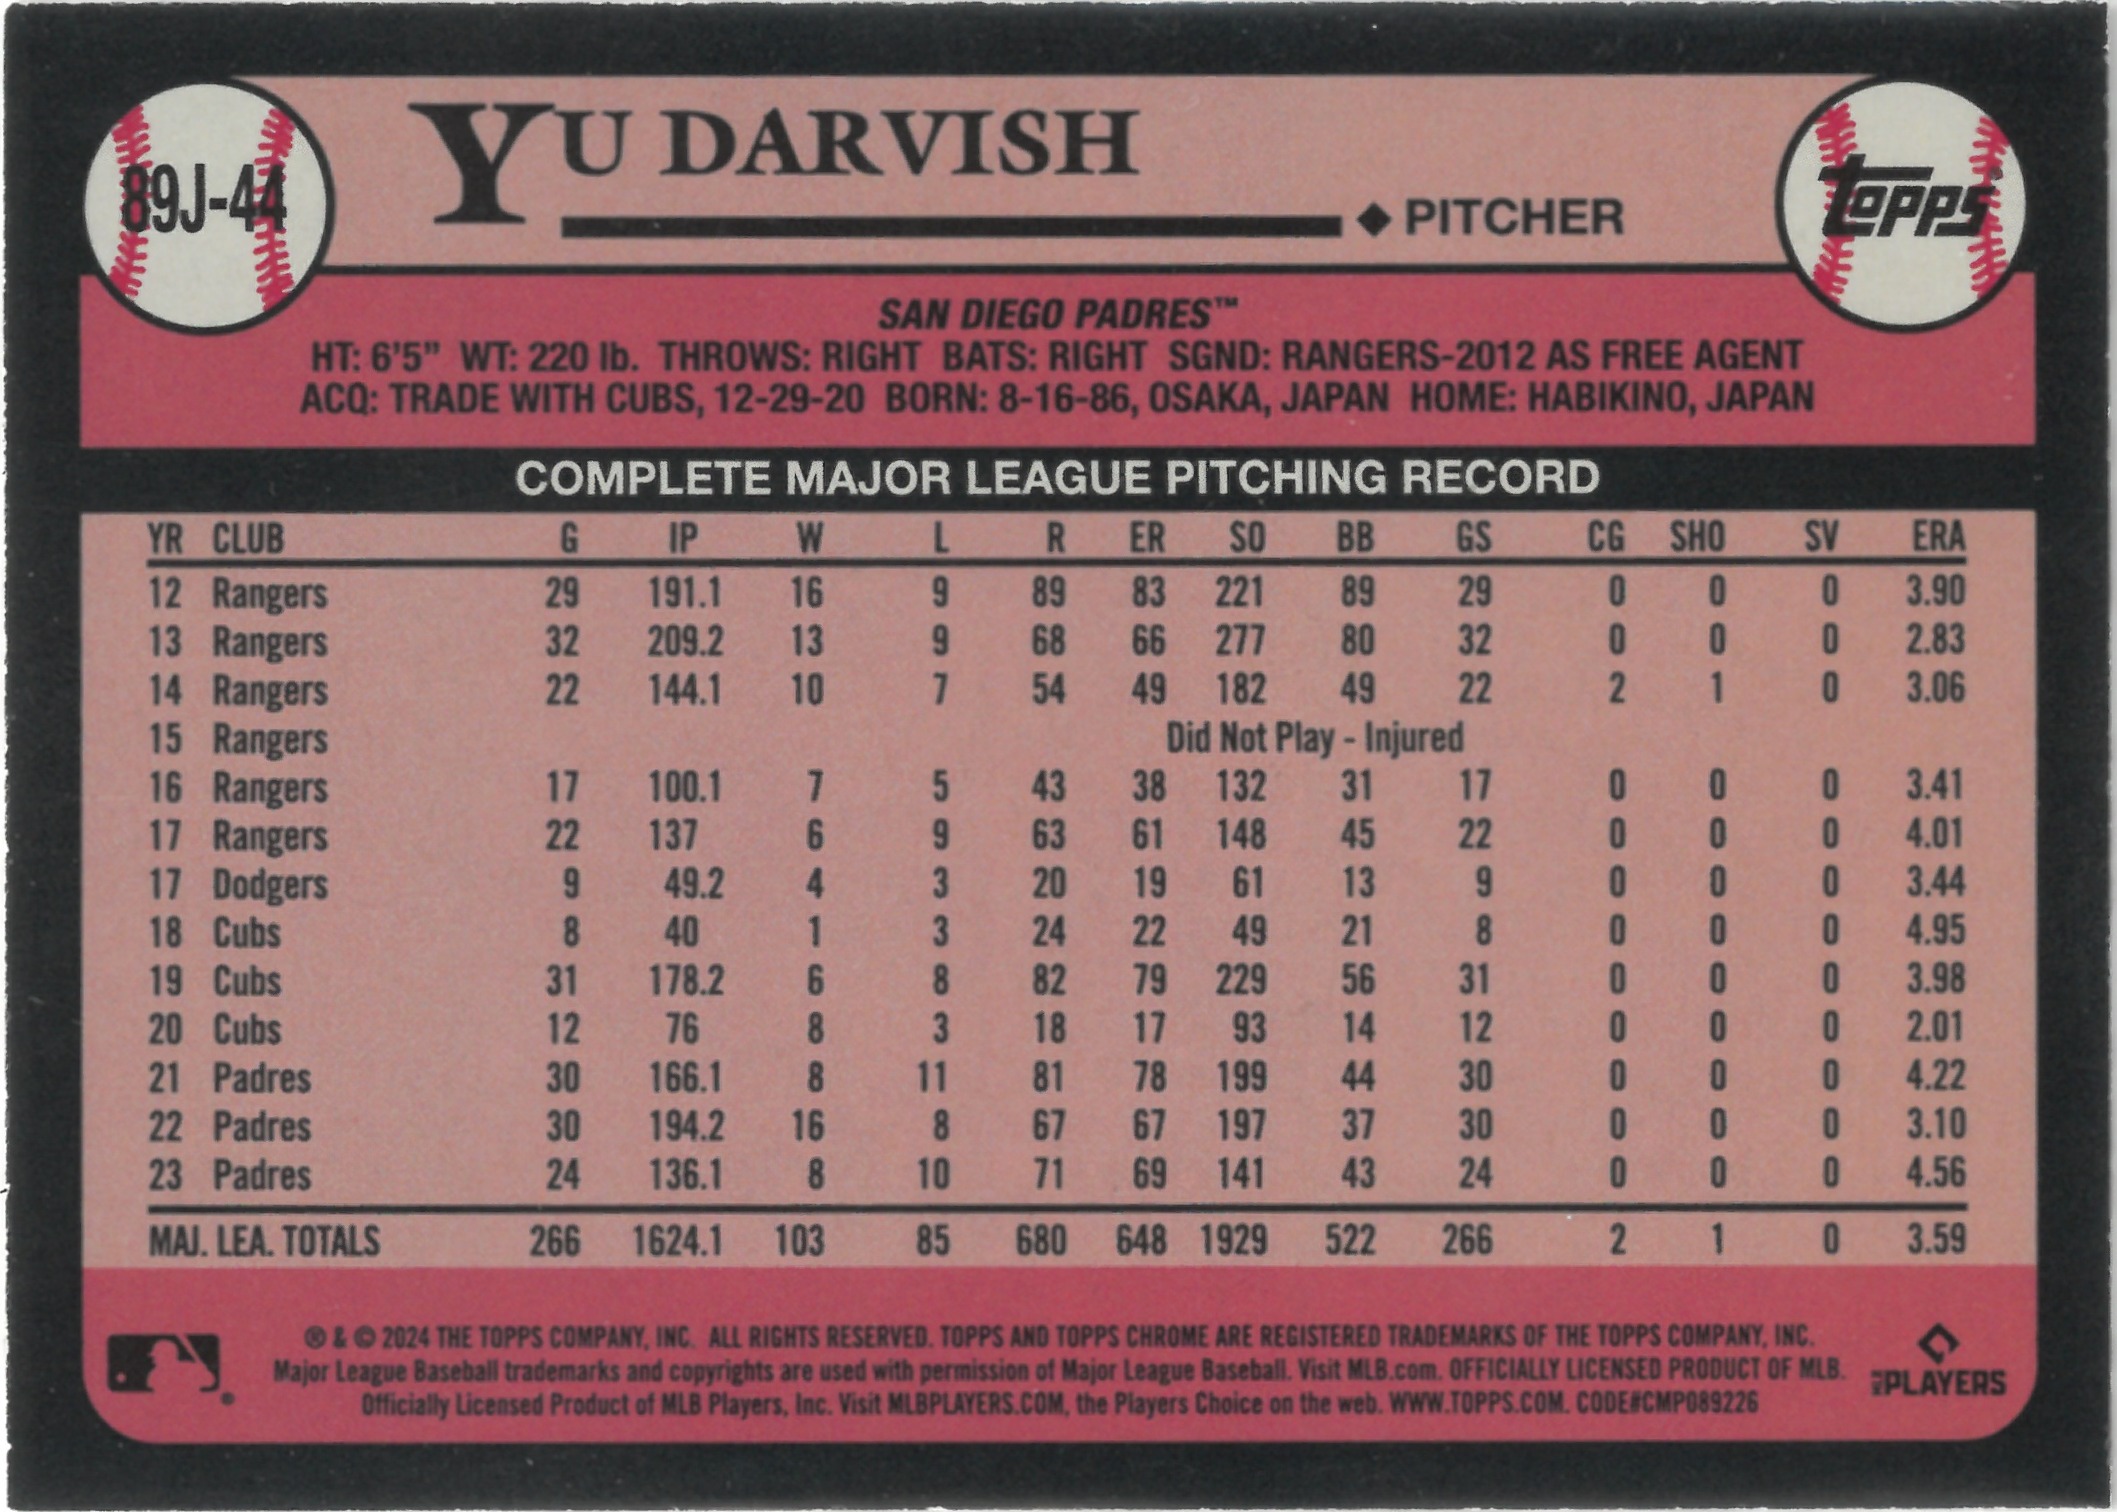 89J-44
YU DARVISH
topps
◆ PITCHER
SAN DIEGO PADRES™
HT: 6'5" WT: 220 lb. THROWS: RIGHT BATS: RIGHT SGND: RANGERS-2012 AS FREE AGENT
ACQ: TRADE WITH CUBS, 12-29-20 BORN: 8-16-86, OSAKA, JAPAN HOME: HABIKINO, JAPAN
COMPLETE MAJOR LEAGUE PITCHING RECORD
YR CLUB G IP W L R ER SO BB GS CG SHO SV ERA
12 Rangers 29 191.1 16 9 89 83 221 89 29 0 0 0 3.90
13 Rangers 32 209.2 13 9 68 66 277 80 32 0 0 0 2.83
14 Rangers 22 144.1 10 7 54 49 182 49 22 2 1 0 3.06
15 Rangers Did Not Play - Injured
16 Rangers 17 100.1 7 5 43 38 132 31 17 0 0 0 3.41
17 Rangers 22 137 6 9 63 61 148 45 22 0 0 0 4.01
17 Dodgers 9 49.2 4 3 20 19 61 13 9 0 0 0 3.44
18 Cubs 8 40 1 3 24 22 49 21 8 0 0 0 4.95
19 Cubs 31 178.2 6 8 82 79 229 56 31 0 0 0 3.98
20 Cubs 12 76 8 3 18 17 93 14 12 0 0 0 2.01
21 Padres 30 166.1 8 11 81 78 199 44 30 0 0 0 4.22
22 Padres 30 194.2 16 8 67 67 197 37 30 0 0 0 3.10
23 Padres 24 136.1 8 10 71 69 141 43 24 0 0 0 4.56
MAJ. LEA. TOTALS 266 1624.1 103 85 680 648 1929 522 266 2 1 0 3.59
® & © 2024 THE TOPPS COMPANY, INC. ALL RIGHTS RESERVED. TOPPS AND TOPPS CHROME ARE REGISTERED TRADEMARKS OF THE TOPPS COMPANY, INC.
Major League Baseball trademarks and copyrights are used with permission of Major League Baseball. Visit MLB.com. OFFICIALLY LICENSED PRODUCT OF MLB.
Officially Licensed Product of MLB Players, Inc. Visit MLBPLAYERS.COM, the Players Choice on the web. WWW.TOPPS.COM. CODE#CMP089226
MLB PLAYERS